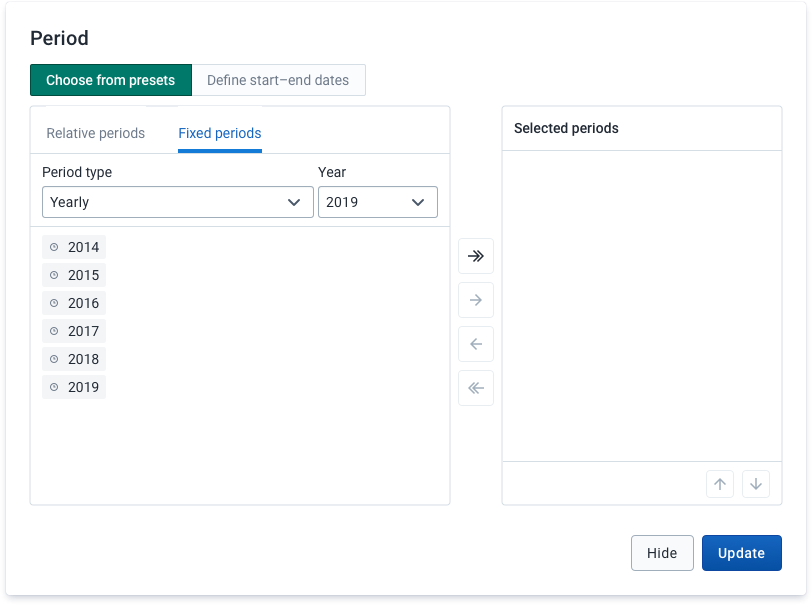 Period
Choose from presets
Define start–end dates
Relative periods
Fixed periods
Period type
Year
Yearly
2019
2014
2015
2016
2017
2018
2019
Selected periods
Hide
Update